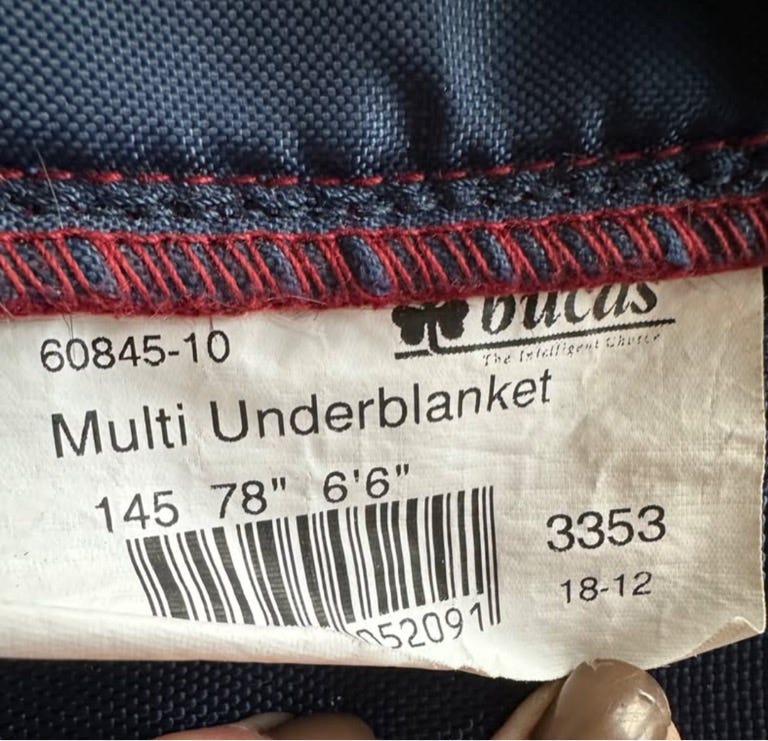 bucas
The Intelligent Choice
60845-10
Multi Underblanket
145 78" 6'6"
3353
18-12
052091